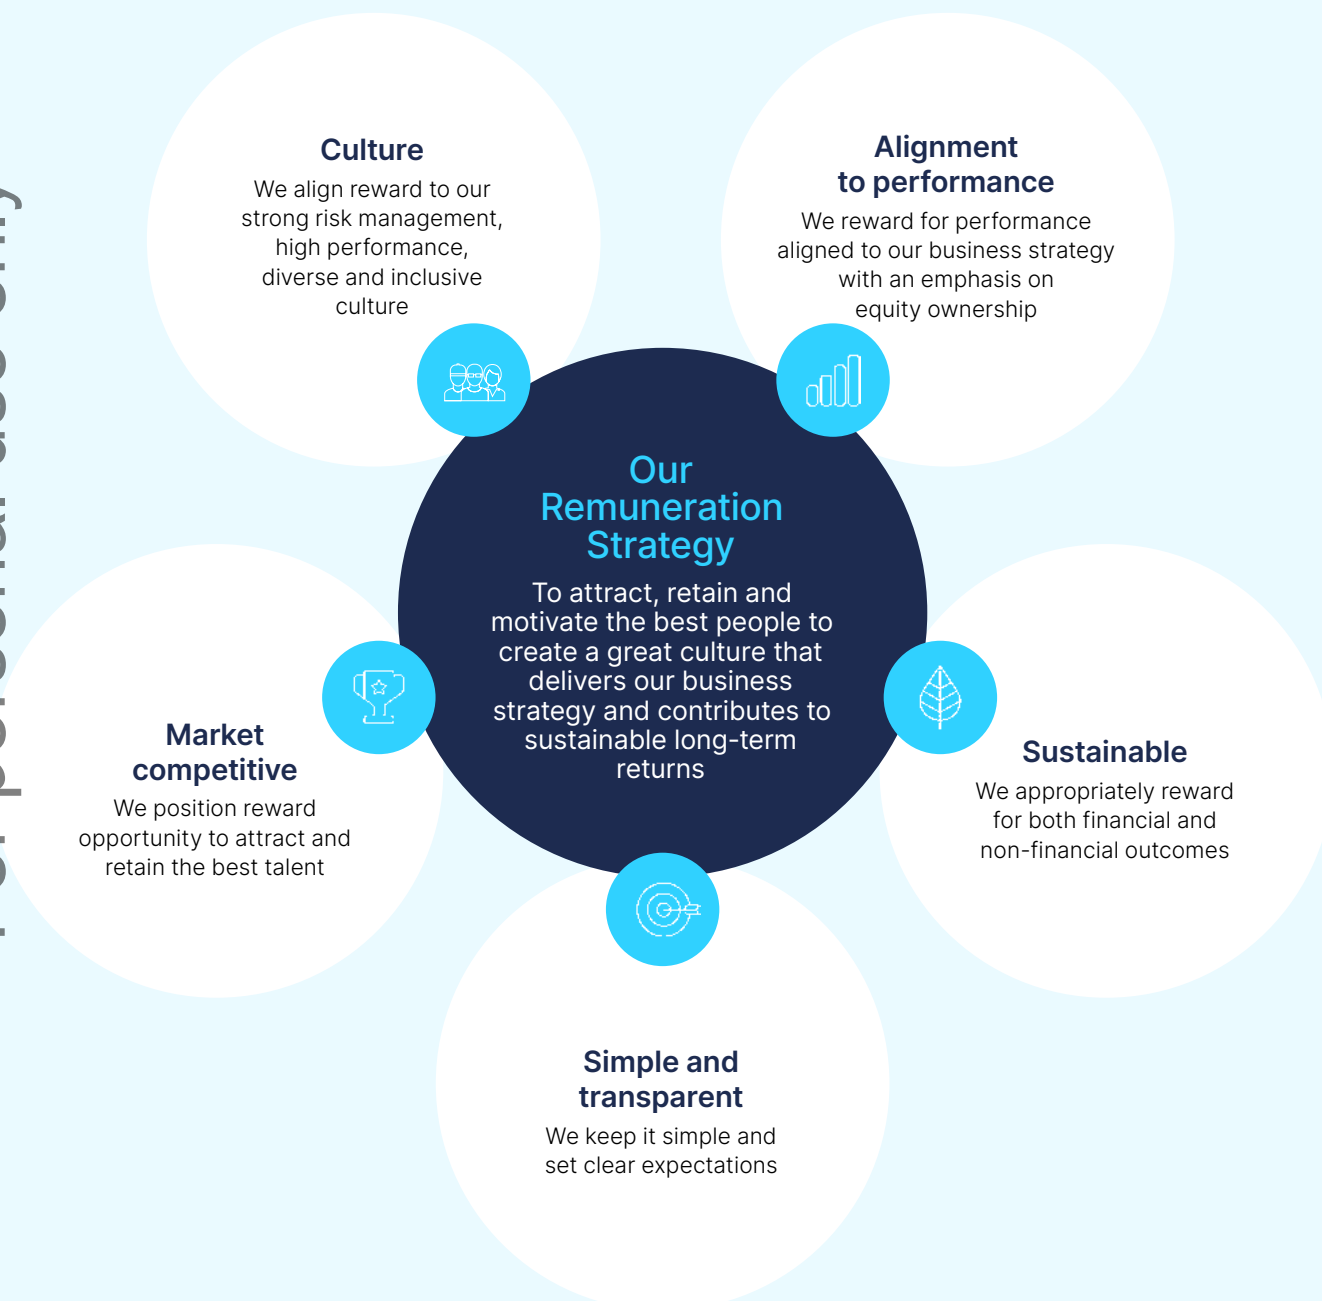 Culture
We align reward to our
strong risk management,
high performance,
diverse and inclusive
culture
Alignment
to performance
We reward for performance
aligned to our business strategy
with an emphasis on
equity ownership
Our
Remuneration
Strategy
To attract, retain and
motivate the best people to
create a great culture that
delivers our business
strategy and contributes to
sustainable long-term
returns
Market
competitive
We position reward
opportunity to attract and
retain the best talent
Sustainable
We appropriately reward
for both financial and
non-financial outcomes
Simple and
transparent
We keep it simple and
set clear expectations